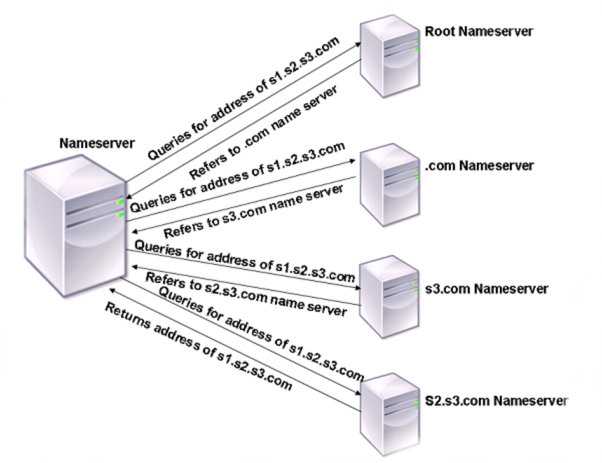 Root Nameserver
Queries for address of s1.s2.s3.com
Refers to .com name server
Nameserver
.com Nameserver
Queries for address of s1.s2.s3.com
Refers to s3.com name server
Queries for address of s1.s2.s3.com
s3.com Nameserver
Refers to s2.s3.com name server
Queries for address of s1.s2.s3.com
Returns address of s1.s2.s3.com
S2.s3.com Nameserver